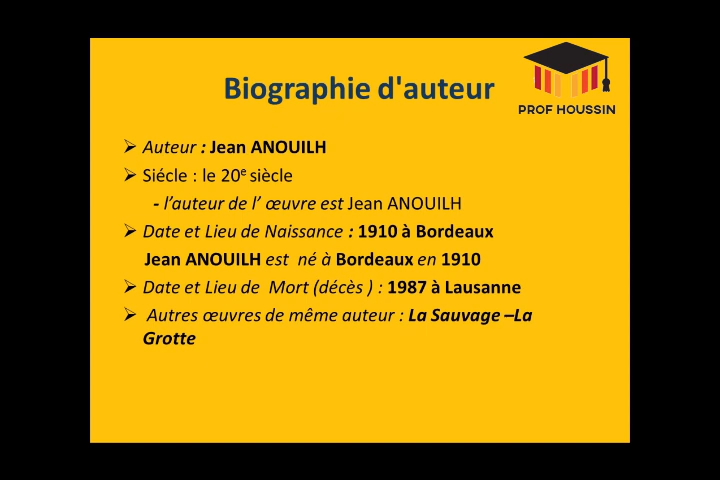 Biographie d'auteur
PROF HOUSSIN
➢ Auteur : Jean ANOUILH
➢ Siécle : le 20e siècle
- l'auteur de l' œuvre est Jean ANOUILH
➢ Date et Lieu de Naissance : 1910 à Bordeaux
Jean ANOUILH est né à Bordeaux en 1910
➢ Date et Lieu de Mort (décès ) : 1987 à Lausanne
➢ Autres œuvres de même auteur : La Sauvage –La
Grotte